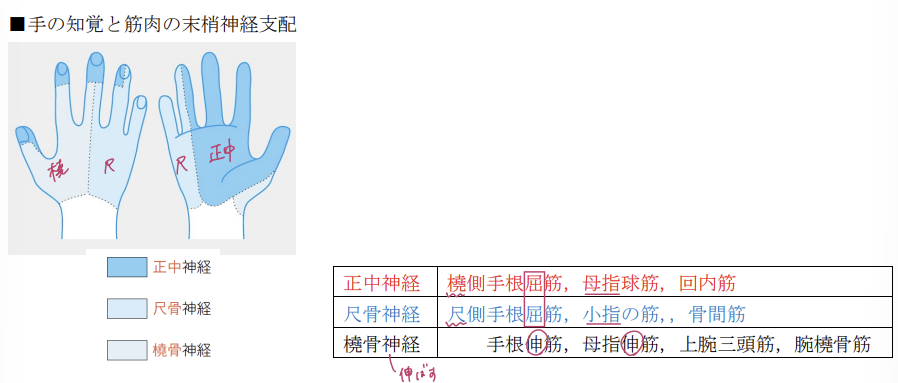 ■手の知覚と筋肉の末梢神経支配
橈
尺
尺
正中
正中神経
尺骨神経
橈骨神経
正中神経 橈側手根屈筋，母指球筋，回内筋
尺骨神経 尺側手根屈筋，小指の筋，，骨間筋
橈骨神経 手根伸筋，母指伸筋，上腕三頭筋，腕橈骨筋
伸ばす